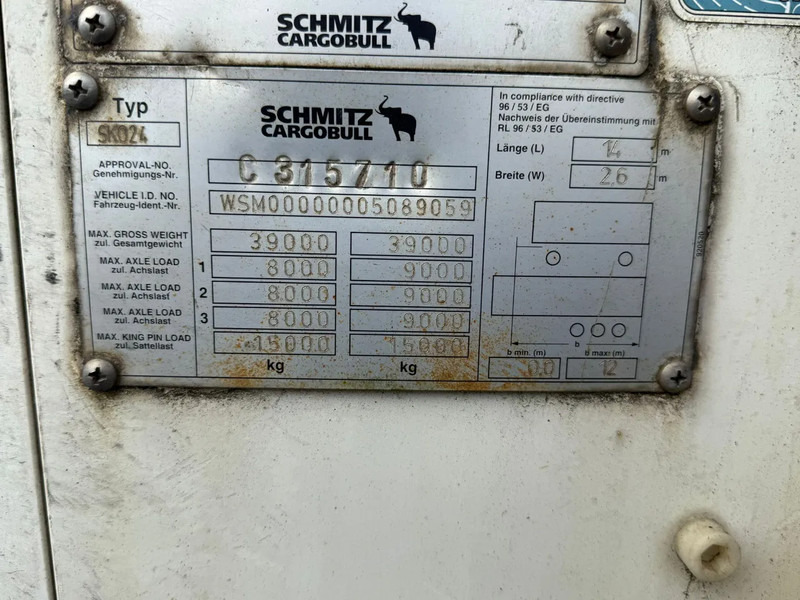 SCHMITZ
CARGOBULL
Typ
SKO24
SCHMITZ
CARGOBULL
In compliance with directive
96 / 53 / EG
Nachweis der Übereinstimmung mit
RL 96 / 53 / EG
Länge (L) 14 m
Breite (W) 2.6 m
APPROVAL-NO.
Genehmigungs-Nr.
C 315710
VEHICLE I.D. NO.
Fahrzeug-Ident.-Nr.
WSM00000005089059
MAX. GROSS WEIGHT
zul. Gesamtgewicht
39000 39000
MAX. AXLE LOAD
zul. Achslast
1 8000 9000
MAX. AXLE LOAD
zul. Achslast
2 8000 9000
MAX. AXLE LOAD
zul. Achslast
3 8000 9000
MAX. KING PIN LOAD
zul. Sattellast
15000 15000
kg kg
b
b min. (m) b max. (m)
0.0 12